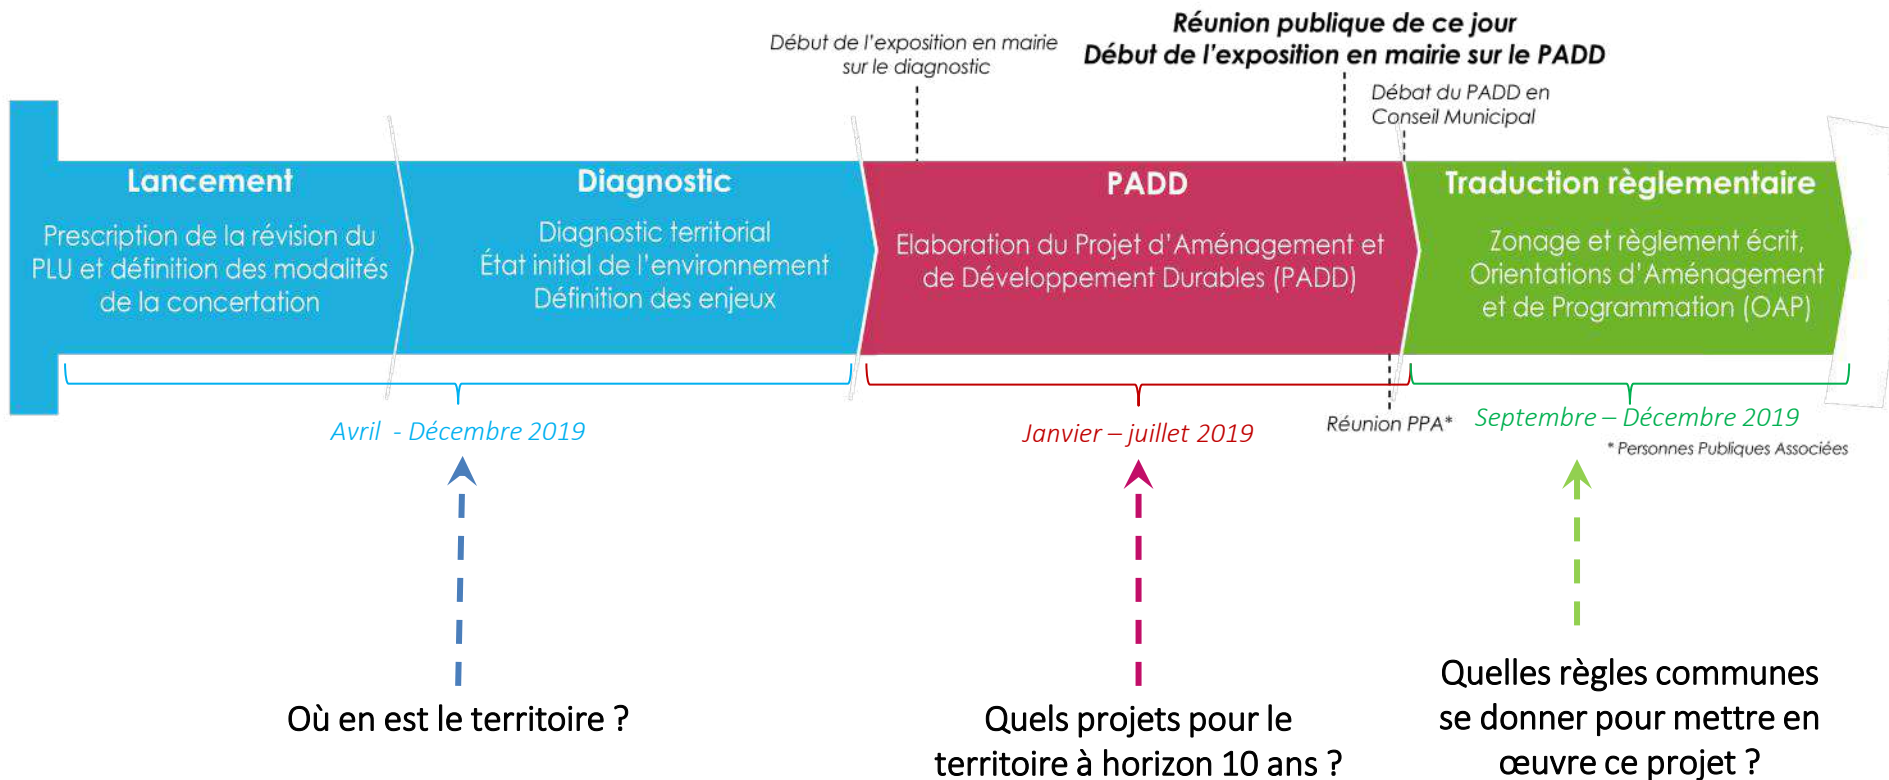 Début de l'exposition en mairie
sur le diagnostic
Réunion publique de ce jour
Début de l'exposition en mairie sur le PADD
Débat du PADD en
Conseil Municipal
Lancement
Prescription de la révision du
PLU et définition des modalités
de la concertation
Diagnostic
Diagnostic territorial
État initial de l'environnement
Définition des enjeux
PADD
Elaboration du Projet d'Aménagement et
de Développement Durables (PADD)
Traduction règlementaire
Zonage et règlement écrit,
Orientations d'Aménagement
et de Programmation (OAP)
Avril - Décembre 2019
Janvier – juillet 2019
Réunion PPA*
Septembre – Décembre 2019
* Personnes Publiques Associées
Où en est le territoire ?
Quels projets pour le
territoire à horizon 10 ans ?
Quelles règles communes
se donner pour mettre en
œuvre ce projet ?